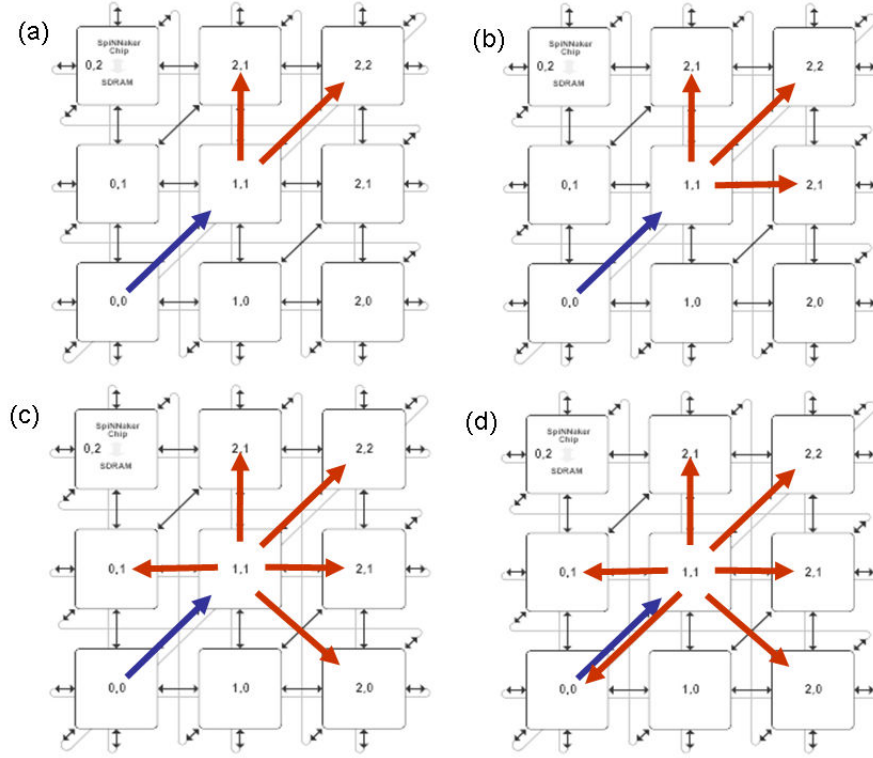 (a)
SpiNNaker
Chip
0,2
SDRAM
2,1
2,2
0,1
1,1
2,1
0,0
1,0
2,0
(b)
SpiNNaker
Chip
0,2
SDRAM
2,1
2,2
0,1
1,1
2,1
0,0
1,0
2,0
(c)
SpiNNaker
Chip
0,2
SDRAM
2,1
2,2
0,1
1,1
2,1
0,0
1,0
2,0
(d)
SpiNNaker
Chip
0,2
SDRAM
2,1
2,2
0,1
1,1
2,1
0,0
1,0
2,0